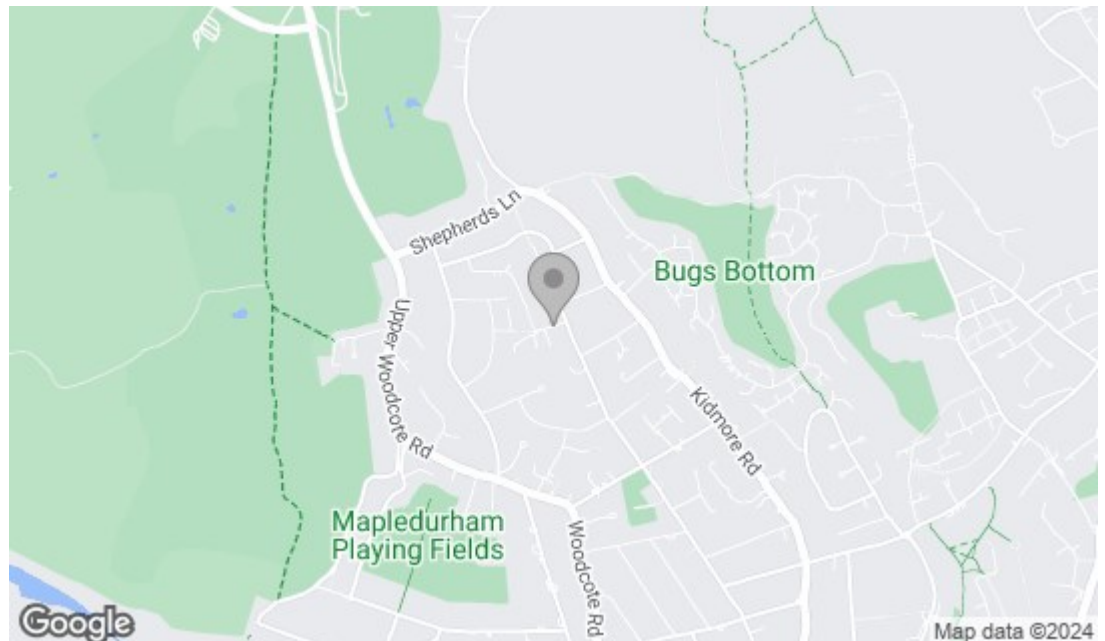 Shepherds Ln
Bugs Bottom
Upper Woodcote Rd
Kidmore Rd
Mapledurham
Playing Fields
Woodcote Rd
Google
Map data ©2024